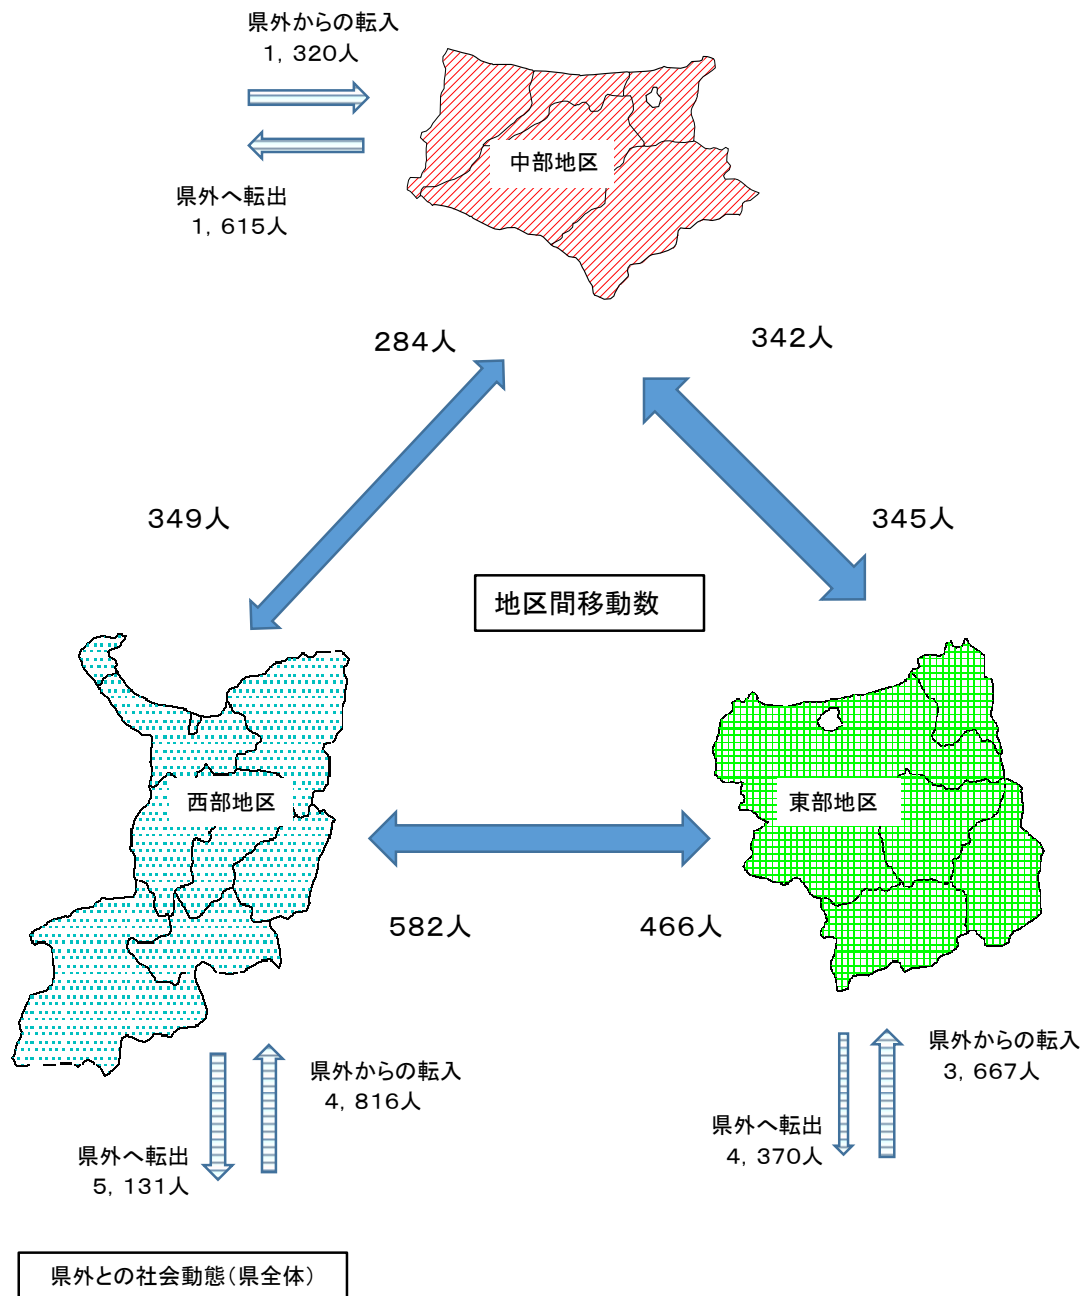 県外からの転入
1,320人
中部地区
県外へ転出
1,615人
284人
342人
349人
345人
地区間移動数
西部地区
東部地区
582人
466人
県外からの転入
4,816人
県外へ転出
5,131人
県外からの転入
3,667人
県外へ転出
4,370人
県外との社会動態(県全体)